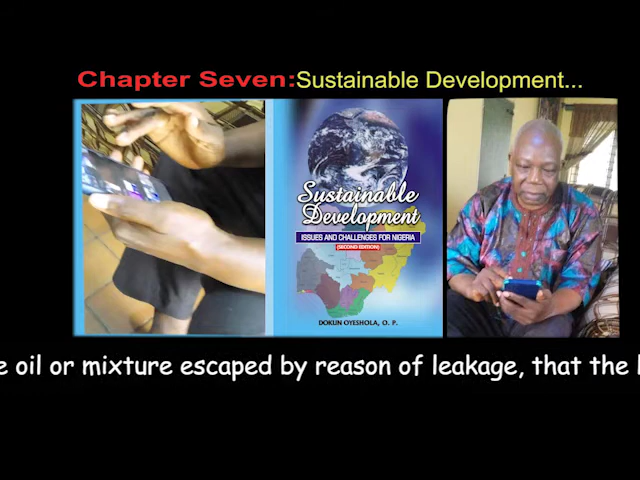 Chapter Seven:Sustainable Development...
Sustainable
Development
ISSUES AND CHALLENGES FOR NIGERIA
(SECOND EDITION)
DOKUN OYESHOLA, O. P.
e oil or mixture escaped by reason of leakage, that the